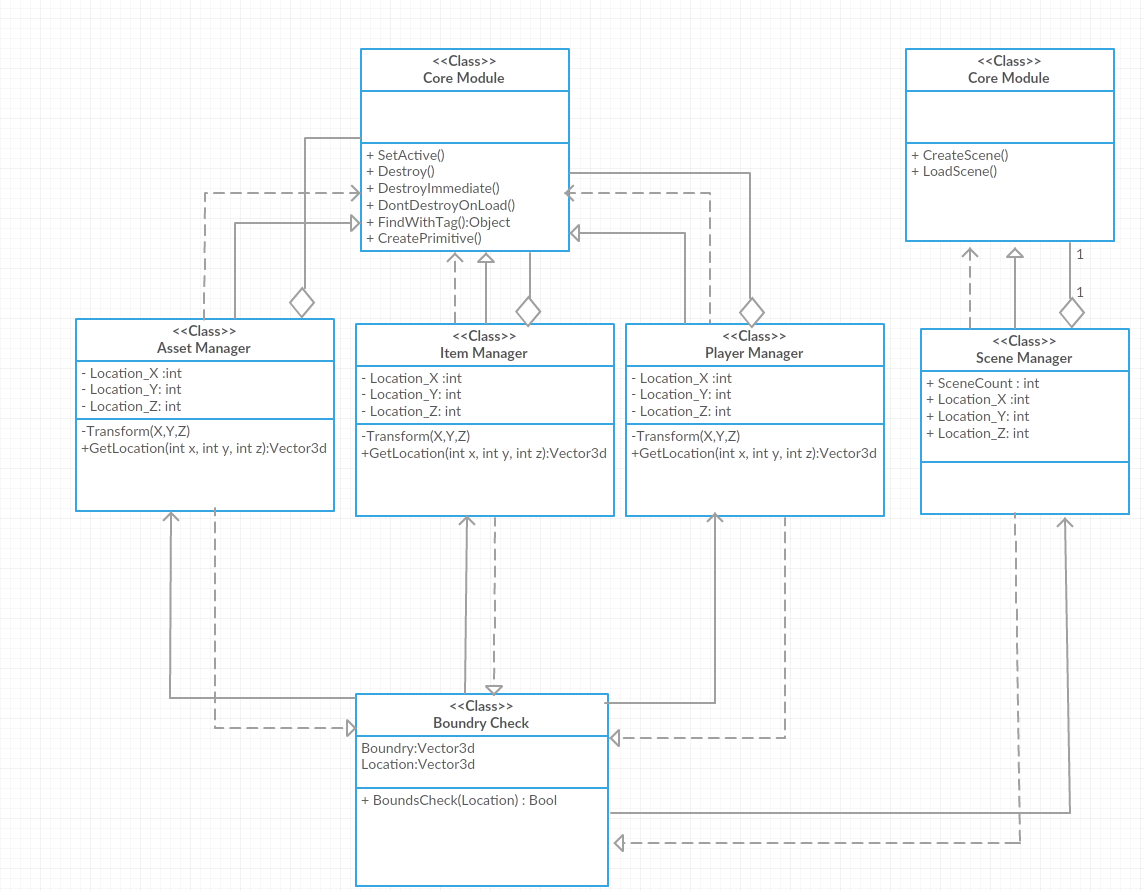 <<Class>>
Core Module
+ SetActive()
+ Destroy()
+ DestroyImmediate()
+ DontDestroyOnLoad()
+ FindWithTag():Object
+ CreatePrimitive()
<<Class>>
Core Module
+ CreateScene()
+ LoadScene()
1
1
<<Class>>
Asset Manager
- Location_X :int
- Location_Y: int
- Location_Z: int
-Transform(X,Y,Z)
+GetLocation(int x, int y, int z):Vector3d
<<Class>>
Item Manager
- Location_X :int
- Location_Y: int
- Location_Z: int
-Transform(X,Y,Z)
+GetLocation(int x, int y, int z):Vector3d
<<Class>>
Player Manager
- Location_X :int
- Location_Y: int
- Location_Z: int
-Transform(X,Y,Z)
+GetLocation(int x, int y, int z):Vector3d
<<Class>>
Scene Manager
+ SceneCount : int
+ Location_X :int
+ Location_Y: int
+ Location_Z: int
<<Class>>
Boundry Check
Boundry:Vector3d
Location:Vector3d
+ BoundsCheck(Location) : Bool